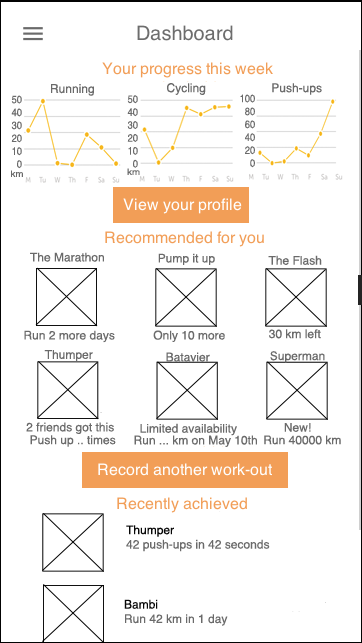 Dashboard
Your progress this week
Running Cycling Push-ups
50 50 100
40 40 80
30 30 60
20 20 40
10 10 20
0 0 0
km km
M Tu W Th F Sa Su M Tu W Th F Sa Su M Tu W Th F Sa Su
View your profile
Recommended for you
The Marathon Pump it up The Flash
Run 2 more days Only 10 more 30 km left
Thumper Batavier Superman
2 friends got this Limited availability New!
Push up .. times Run ... km on May 10th Run 40000 km
Record another work-out
Recently achieved
Thumper
42 push-ups in 42 seconds
Bambi
Run 42 km in 1 day